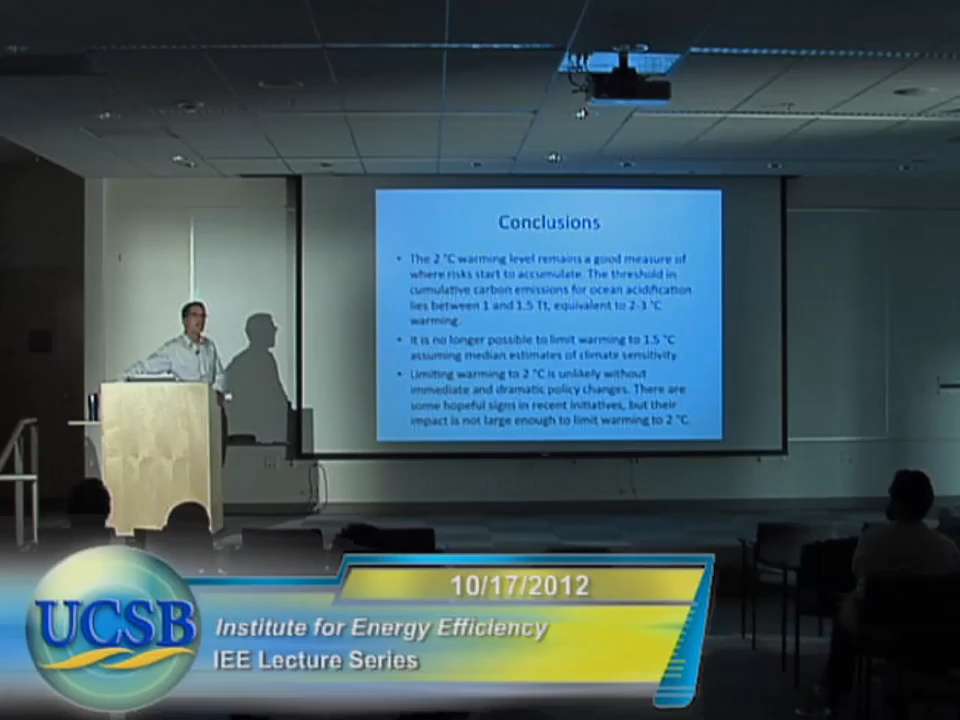 Conclusions
• The 2 °C warming level remains a good measure of
where risks start to accumulate. The threshold in
cumulative carbon emissions for ocean acidification
lies between 1 and 1.5 Tt, equivalent to 2-3 °C
warming.
• It is no longer possible to limit warming to 1.5 °C
assuming median estimates of climate sensitivity.
• Limiting warming to 2 °C is unlikely without
immediate and dramatic policy changes. There are
some hopeful signs in recent initiatives, but their
impact is not large enough to limit warming to 2 °C.
10/17/2012
UCSB
Institute for Energy Efficiency
IEE Lecture Series